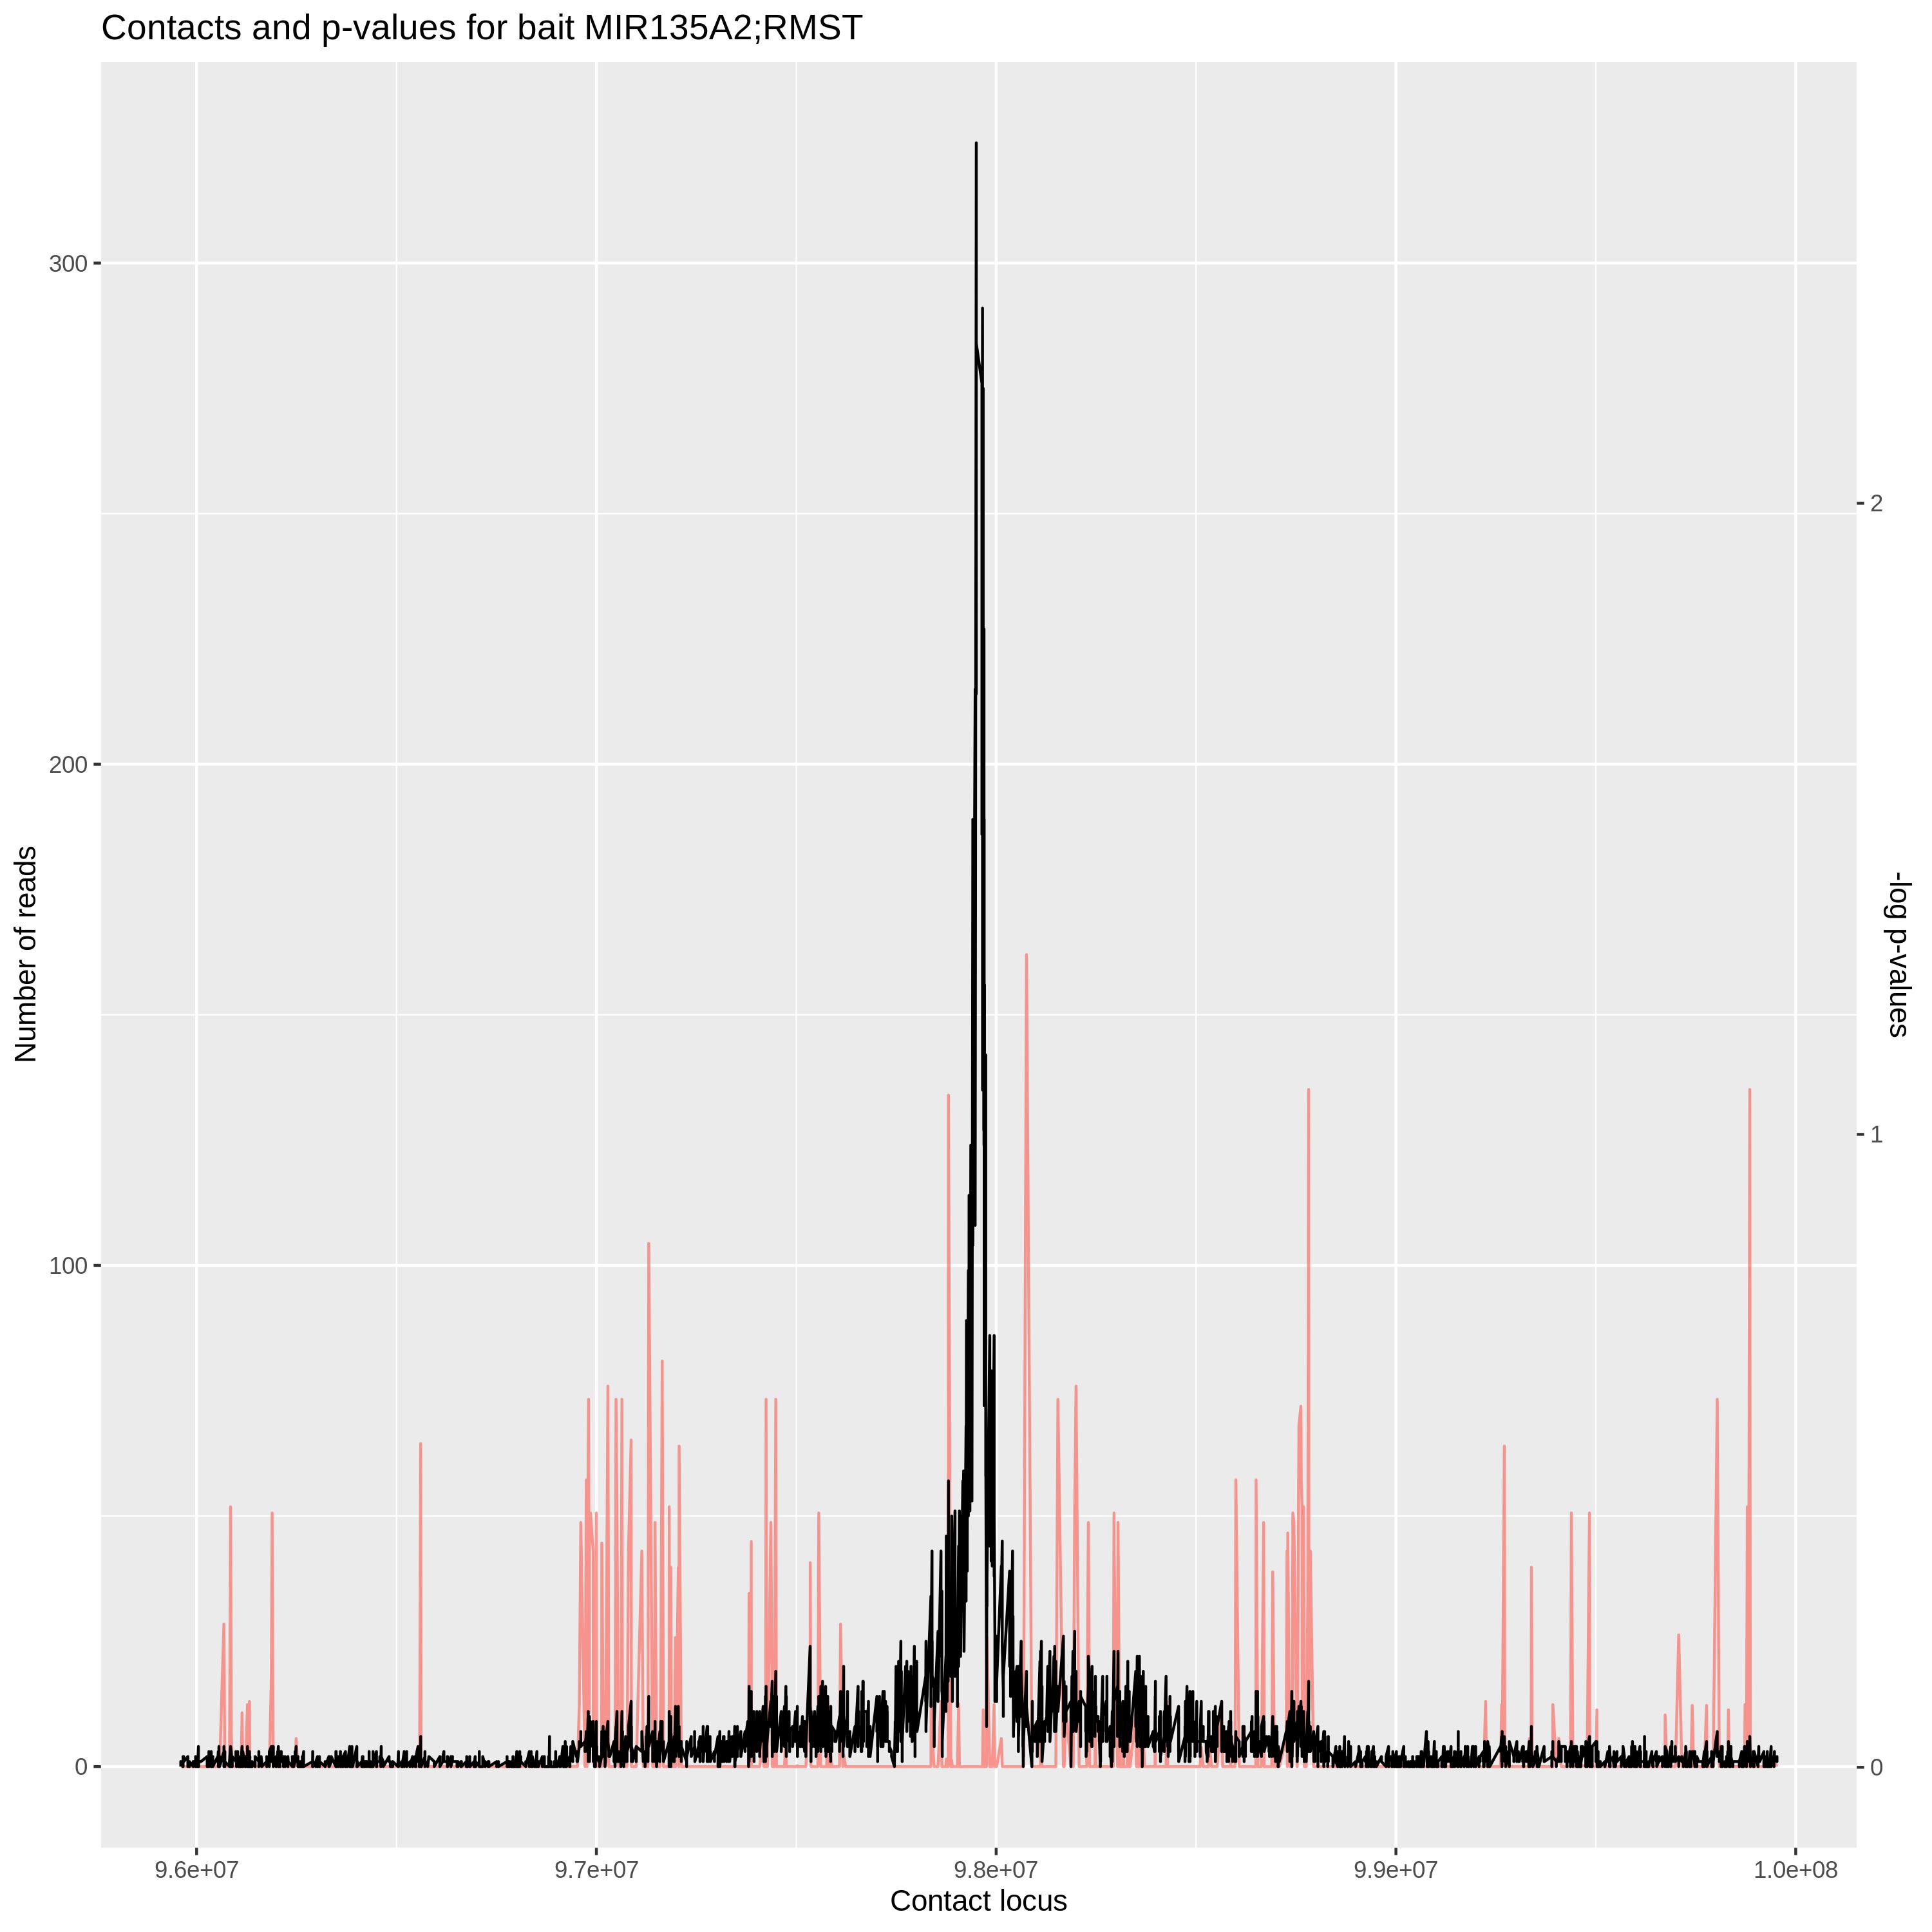 Contacts and p-values for bait MIR135A2;RMST
300
200
100
0
Number of reads
2
1
0
-log p-values
9.6e+07
9.7e+07
9.8e+07
9.9e+07
1.0e+08
Contact locus